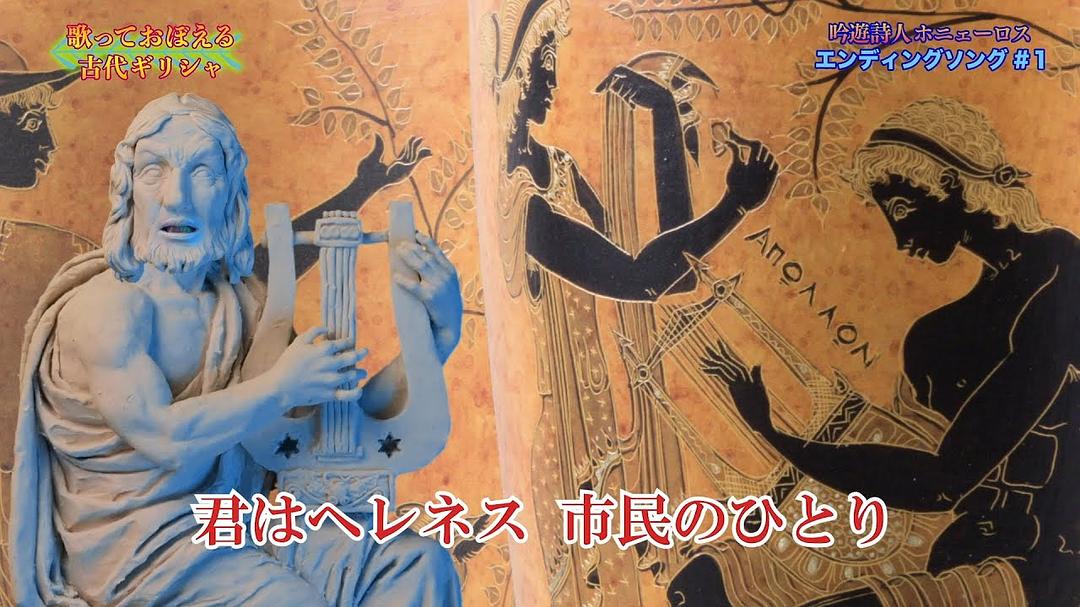 歌っておぼえる
古代ギリシャ
吟遊詩人ホニューロス
エンディングソング#1
ΑΠΩΛΛΩΝ
君はヘレネス 市民のひとり